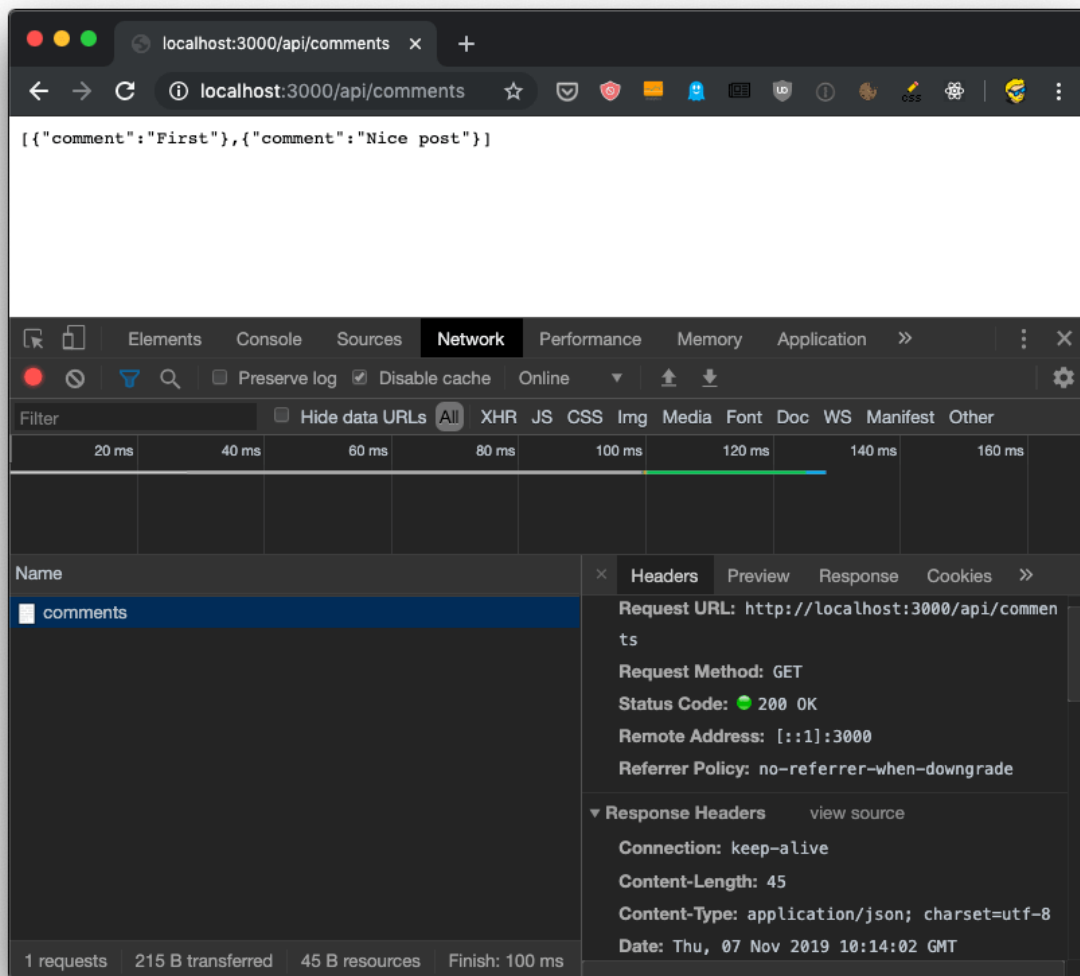 localhost:3000/api/comments
localhost:3000/api/comments
[{"comment":"First"},{"comment":"Nice post"}]
Elements Console Sources Network Performance Memory Application
Preserve log Disable cache Online
Filter Hide data URLs All XHR JS CSS Img Media Font Doc WS Manifest Other
20 ms 40 ms 60 ms 80 ms 100 ms 120 ms 140 ms 160 ms
Name
Headers Preview Response Cookies
comments
Request URL: http://localhost:3000/api/commen
ts
Request Method: GET
Status Code: 200 OK
Remote Address: [::1]:3000
Referrer Policy: no-referrer-when-downgrade
Response Headers view source
Connection: keep-alive
Content-Length: 45
Content-Type: application/json; charset=utf-8
Date: Thu, 07 Nov 2019 10:14:02 GMT
1 requests 215 B transferred 45 B resources Finish: 100 ms